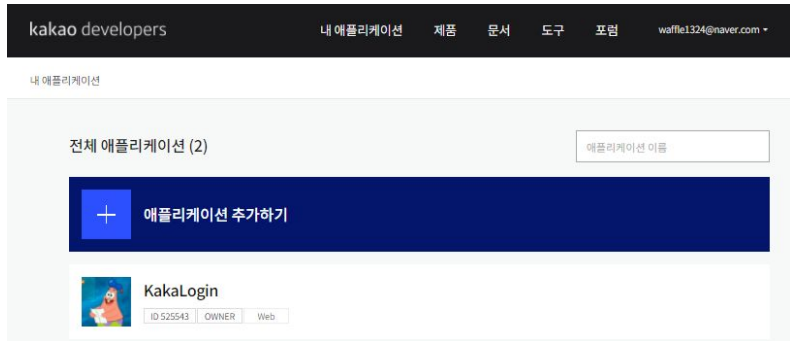 kakao developers 내 애플리케이션 제품 문서 도구 포럼 waffle1324@naver.com
내 애플리케이션
전체 애플리케이션 (2) 애플리케이션 이름
애플리케이션 추가하기
KakaLogin
ID 525543 OWNER Web